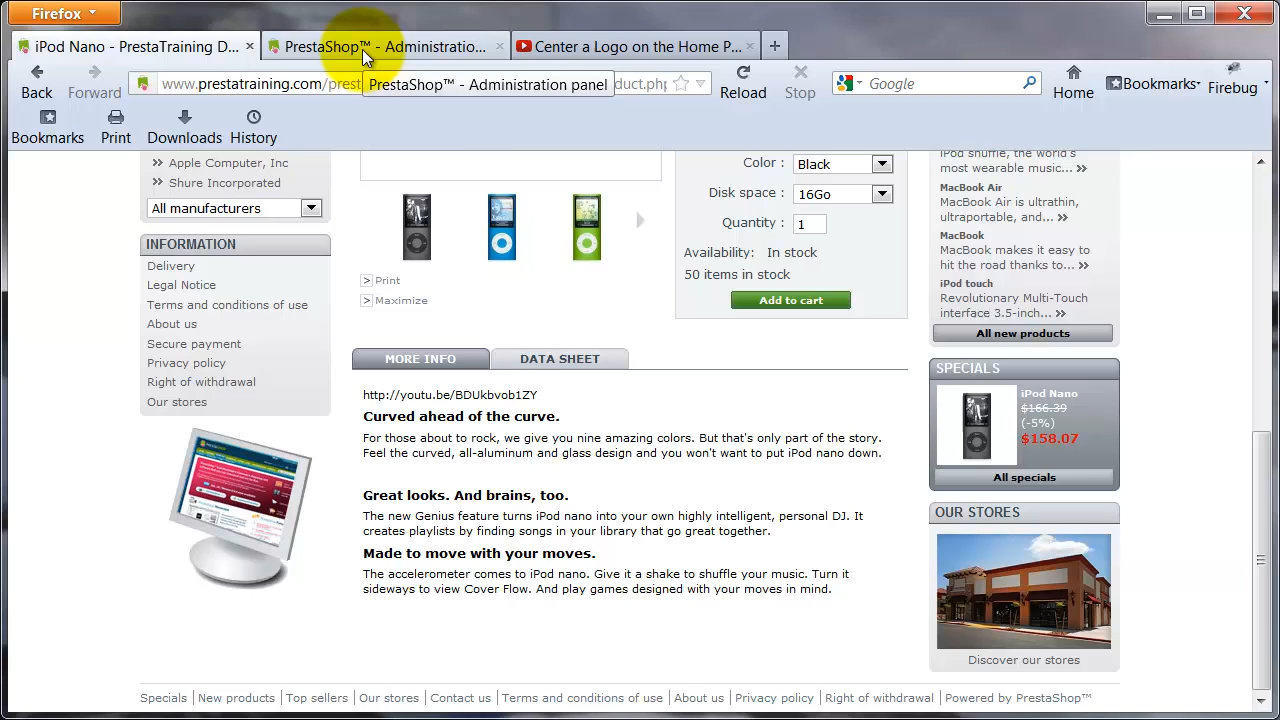 Firefox
iPod Nano - PrestaTraining D...
PrestaShop™ - Administratio...
Center a Logo on the Home P...
Back
Forward
www.prestatraining.com/prest
duct.php
PrestaShop™ - Administration panel
Reload
Stop
Google
Home
Bookmarks
Firebug
Bookmarks
Print
Downloads
History
Apple Computer, Inc
Shure Incorporated
All manufacturers
INFORMATION
Delivery
Legal Notice
Terms and conditions of use
About us
Secure payment
Privacy policy
Right of withdrawal
Our stores
> Print
> Maximize
Color : Black
Disk space : 16Go
Quantity : 1
Availability: In stock
50 items in stock
Add to cart
MORE INFO
DATA SHEET
http://youtu.be/BDUkbvob1ZY
Curved ahead of the curve.
For those about to rock, we give you nine amazing colors. But that's only part of the story.
Feel the curved, all-aluminum and glass design and you won't want to put iPod nano down.
Great looks. And brains, too.
The new Genius feature turns iPod nano into your own highly intelligent, personal DJ. It
creates playlists by finding songs in your library that go great together.
Made to move with your moves.
The accelerometer comes to iPod nano. Give it a shake to shuffle your music. Turn it
sideways to view Cover Flow. And play games designed with your moves in mind.
iPod shuffle, the world's
most wearable music...
MacBook Air
MacBook Air is ultrathin,
ultraportable, and...
MacBook
MacBook makes it easy to
hit the road thanks to...
iPod touch
Revolutionary Multi-Touch
interface 3.5-inch...
All new products
SPECIALS
iPod Nano
$166.39
(-5%)
$158.07
All specials
OUR STORES
Discover our stores
Specials | New products | Top sellers | Our stores | Contact us | Terms and conditions of use | About us | Privacy policy | Right of withdrawal | Powered by PrestaShop™